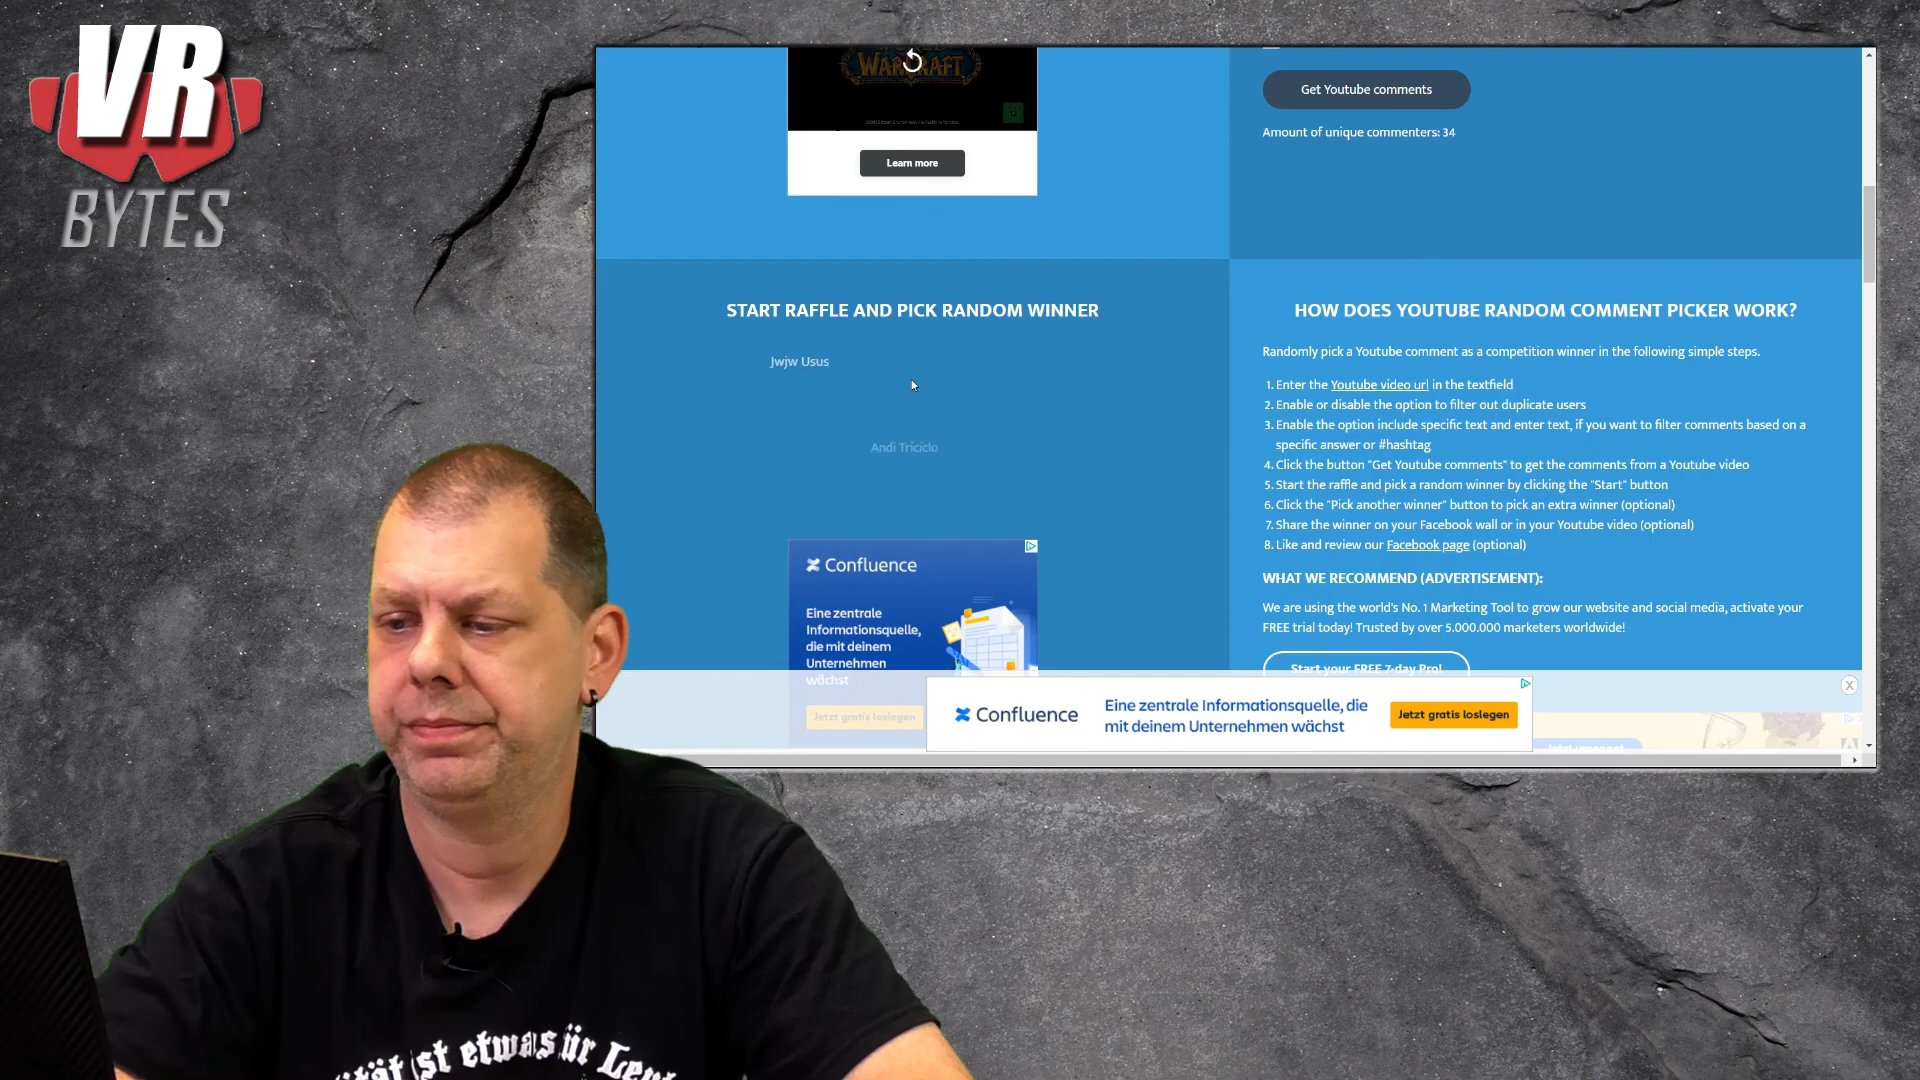 VR
BYTES
WARCRAFT
12
Learn more
Get Youtube comments
Amount of unique commenters: 34
START RAFFLE AND PICK RANDOM WINNER
Jwjw Usus
Andi Triciclo
Confluence
Eine zentrale
Informationsquelle,
die mit deinem
Unternehmen
wächst
Jetzt gratis loslegen
HOW DOES YOUTUBE RANDOM COMMENT PICKER WORK?
Randomly pick a Youtube comment as a competition winner in the following simple steps.
1. Enter the Youtube video url in the textfield
2. Enable or disable the option to filter out duplicate users
3. Enable the option include specific text and enter text, if you want to filter comments based on a
specific answer or #hashtag
4. Click the button "Get Youtube comments" to get the comments from a Youtube video
5. Start the raffle and pick a random winner by clicking the "Start" button
6. Click the "Pick another winner" button to pick an extra winner (optional)
7. Share the winner on your Facebook wall or in your Youtube video (optional)
8. Like and review our Facebook page (optional)
WHAT WE RECOMMEND (ADVERTISEMENT):
We are using the world's No. 1 Marketing Tool to grow our website and social media, activate your
FREE trial today! Trusted by over 5.000.000 marketers worldwide!
Start your FREE 7-day Pro!
Confluence
Eine zentrale Informationsquelle, die
mit deinem Unternehmen wächst
Jetzt gratis loslegen
X
ist etwas für